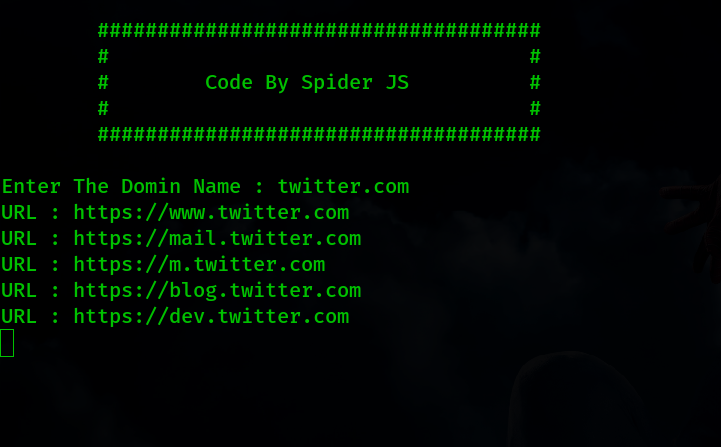 #####################################
# #
# Code By Spider JS #
# #
#####################################
Enter The Domin Name : twitter.com
URL : https://www.twitter.com
URL : https://mail.twitter.com
URL : https://m.twitter.com
URL : https://blog.twitter.com
URL : https://dev.twitter.com